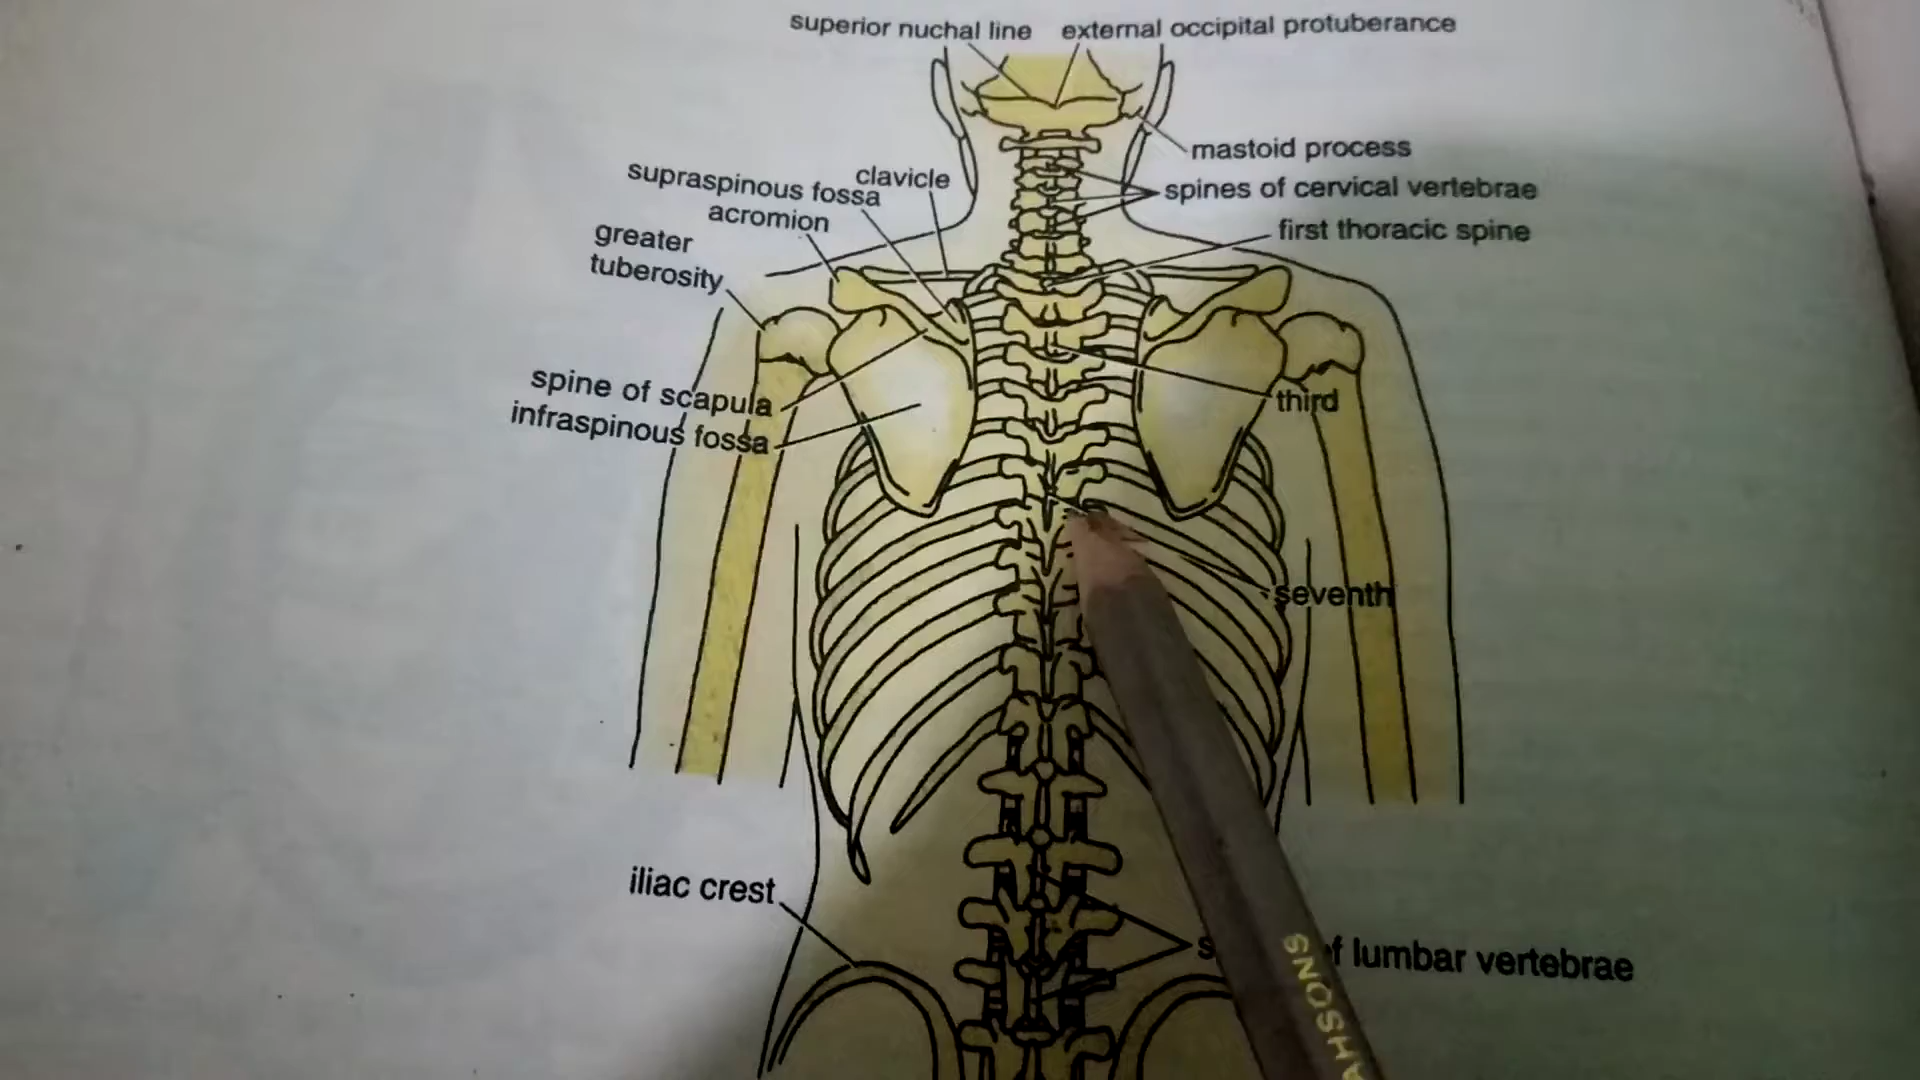 superior nuchal line
external occipital protuberance
mastoid process
clavicle
supraspinous fossa
spines of cervical vertebrae
acromion
first thoracic spine
greater
tuberosity
spine of scapula
third
infraspinous fossa
seventh
iliac crest
f lumbar vertebrae
SONS